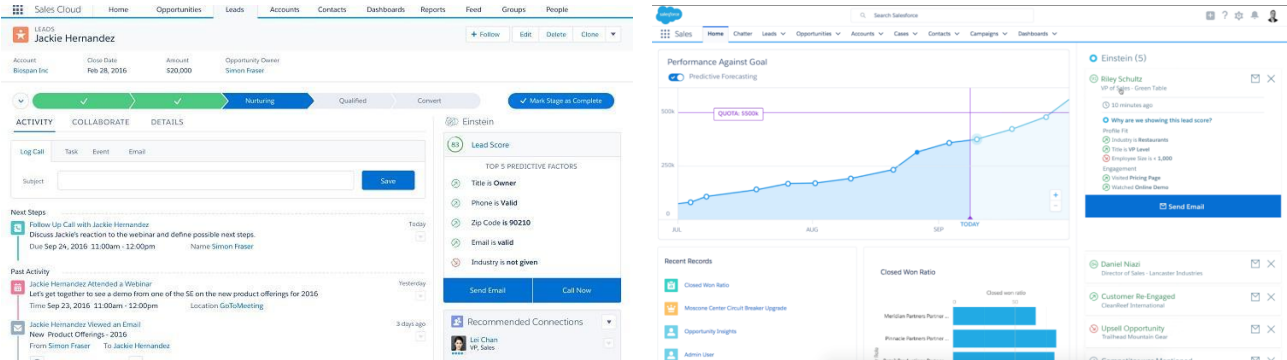 Sales Cloud Home Opportunities Leads Accounts Contacts Dashboards Reports Feed Groups People
LEADS
Jackie Hernandez
+ Follow Edit Delete Clone
Account Close Date Amount Opportunity Owner
Biospan Inc Feb 28, 2016 $20,000 Simon Fraser
Nurturing Qualified Convert Mark Stage as Complete
ACTIVITY COLLABORATE DETAILS
Log Call Task Event Email
Subject Save
Next Steps
Follow Up Call with Jackie Hernandez Today
Discuss Jackie's reaction to the webinar and define possible next steps.
Due Sep 24, 2016 11:00am - 12:00pm Name Simon Fraser
Past Activity
Jackie Hernandez Attended a Webinar Yesterday
Let's get together to see a demo from one of the SE on the new product offerings for 2016
Time Sep 23, 2016 11:00am - 12:00pm Location GoToMeeting
Jackie Hernandez Viewed an Email 3 days ago
New Product Offerings - 2016
From Simon Fraser To Jackie Hernandez
Einstein
83 Lead Score
TOP 5 PREDICTIVE FACTORS
Title is Owner
Phone is Valid
Zip Code is 90210
Email is valid
Industry is not given
Send Email Call Now
Recommended Connections
Lei Chan
VP, Sales
salesforce
Search Salesforce
Sales Home Chatter Leads Opportunities Accounts Cases Contacts Campaigns Dashboards
Performance Against Goal
Predictive Forecasting
500k
QUOTA: $500k
250k
0
JUL AUG SEP TODAY
Recent Records
Closed Won Ratio
Moscone Center Circuit Breaker Upgrade
Opportunity Insights
Admin User
Closed Won Ratio
Closed won ratio
Meridian Partners Partner ...
Pinnacle Partners Partner ...
Einstein (5)
Riley Schultz
VP of Sales - Green Table
10 minutes ago
Why are we showing this lead score?
Profile Fit
Industry is Restaurants
Title is VP Level
Employee Size is < 1,000
Engagement
Visited Pricing Page
Watched Online Demo
Send Email
Daniel Niazi
Director of Sales - Lancaster Industries
Customer Re-Engaged
CleanReef International
Upsell Opportunity
Trailhead Mountain Gear